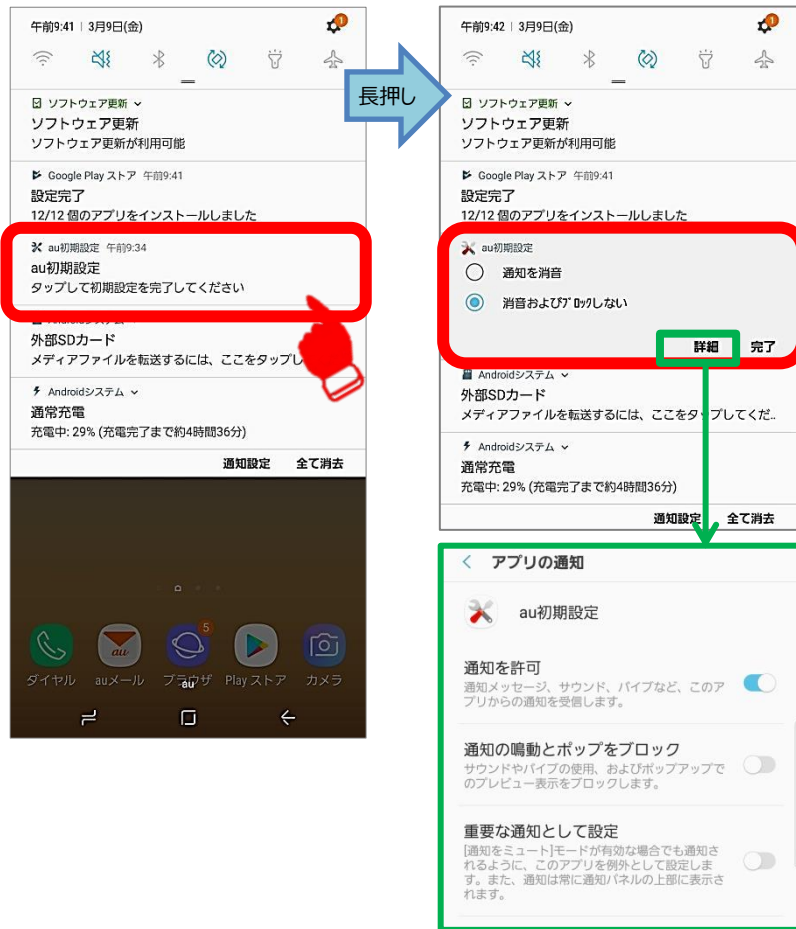 午前9:41 | 3月9日(金)
1
ソフトウェア更新
ソフトウェア更新
ソフトウェア更新が利用可能
Google Play ストア 午前9:41
設定完了
12/12 個のアプリをインストールしました
au初期設定 午前9:34
au初期設定
タップして初期設定を完了してください
外部SDカード
メディアファイルを転送するには、ここをタップし
Androidシステム
通常充電
充電中: 29% (充電完了まで約4時間36分)
通知設定 全て消去
5
au
ダイヤル auメール ブラウザ Play ストア カメラ
au
長押し
午前9:42 | 3月9日(金)
1
ソフトウェア更新
ソフトウェア更新
ソフトウェア更新が利用可能
Google Play ストア 午前9:41
設定完了
12/12 個のアプリをインストールしました
au初期設定
通知を消音
消音およびブロックしない
詳細 完了
Androidシステム
外部SDカード
メディアファイルを転送するには、ここをタップしてくだ..
Androidシステム
通常充電
充電中: 29% (充電完了まで約4時間36分)
通知設定 全て消去
アプリの通知
au初期設定
通知を許可
通知メッセージ、サウンド、バイブなど、このア
プリからの通知を受信します。
通知の鳴動とポップをブロック
サウンドやバイブの使用、およびポップアップで
のプレビュー表示をブロックします。
重要な通知として設定
[通知をミュート]モードが有効な場合でも通知さ
れるように、このアプリを例外として設定しま
す。また、通知は常に通知パネルの上部に表示さ
れます。